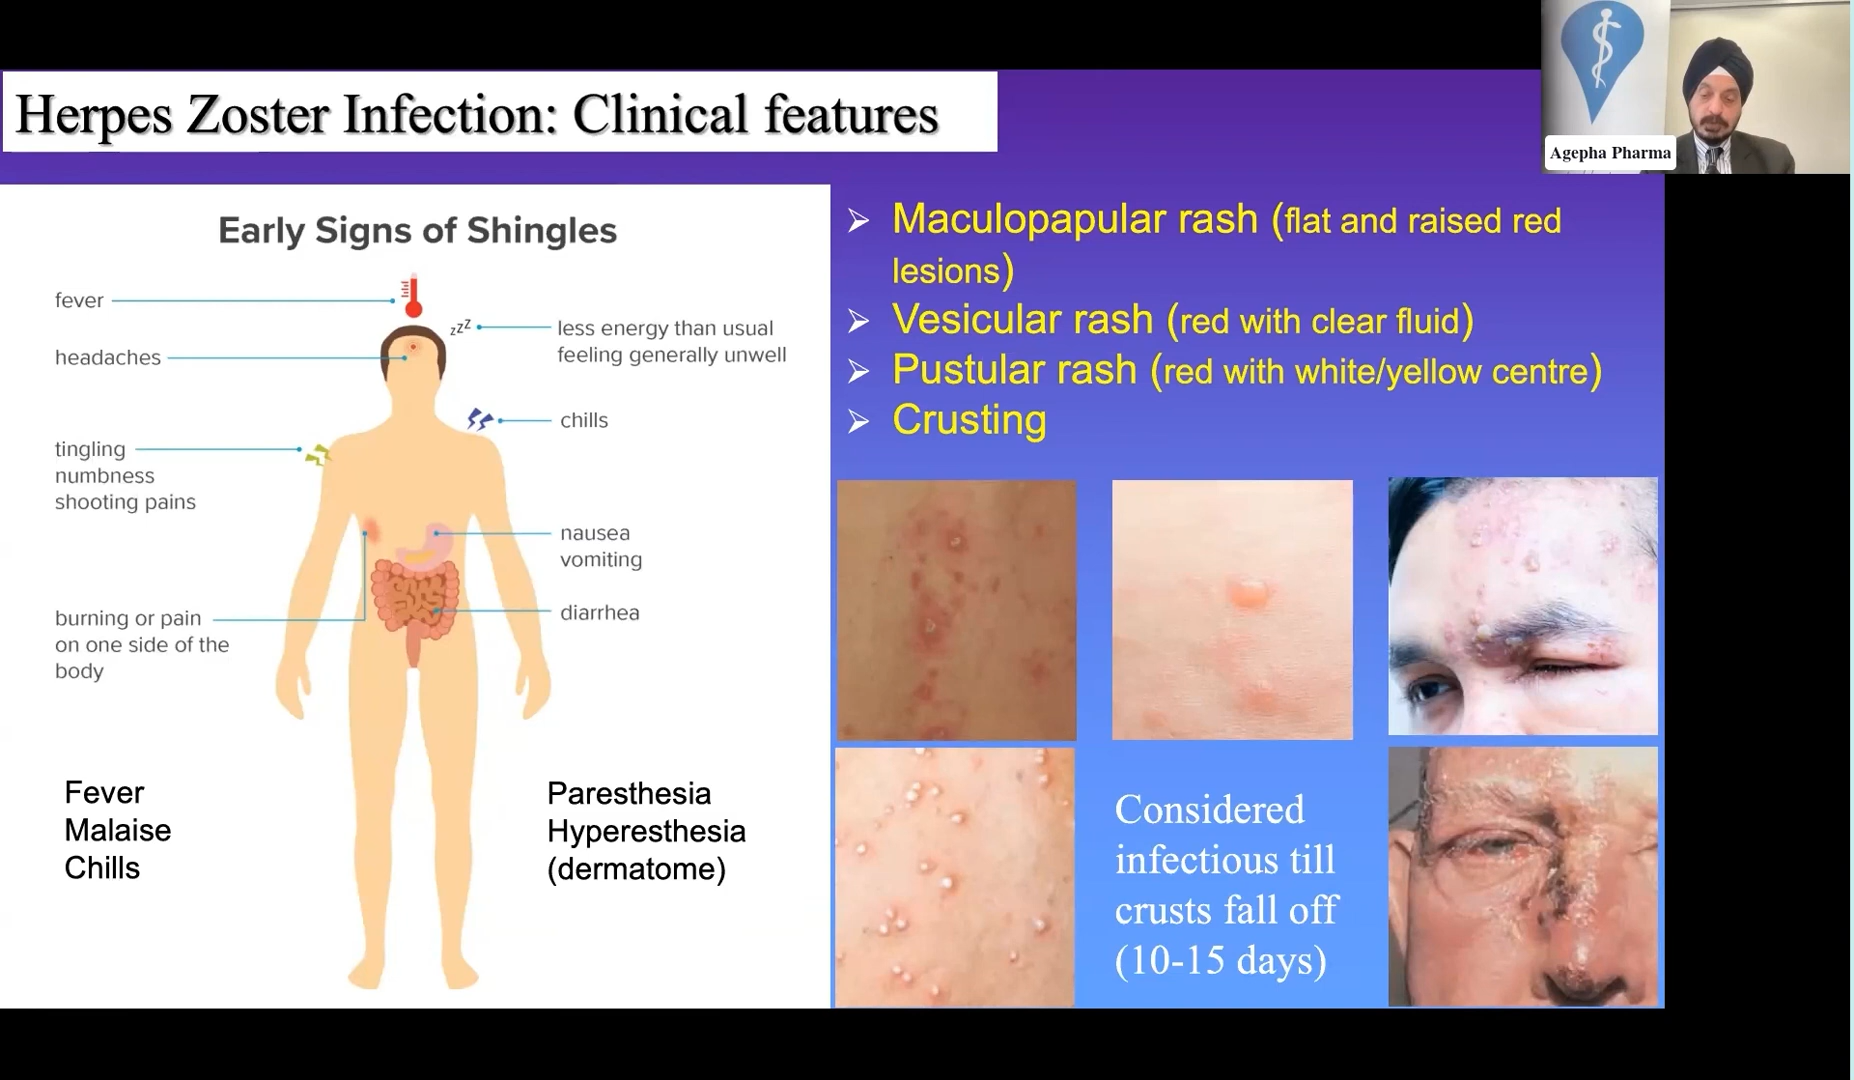 Herpes Zoster Infection: Clinical features
Agepha Pharma
Early Signs of Shingles
fever
headaches
tingling
numbness
shooting pains
burning or pain
on one side of the
body
zzZ
less energy than usual
feeling generally unwell
chills
nausea
vomiting
diarrhea
Fever
Malaise
Chills
Paresthesia
Hyperesthesia
(dermatome)
➢ Maculopapular rash (flat and raised red
lesions)
➢ Vesicular rash (red with clear fluid)
➢ Pustular rash (red with white/yellow centre)
➢ Crusting
Considered
infectious till
crusts fall off
(10-15 days)